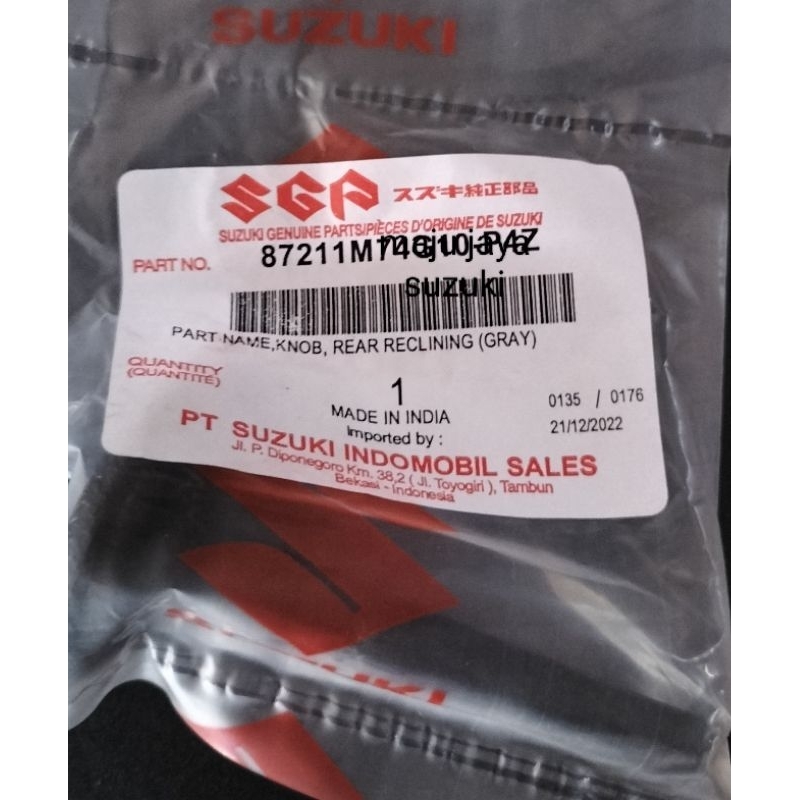 SUZUKI
SGP スズキ純正部品
SUZUKI GENUINE PARTS/PIÈCES D'ORIGINE DE SUZUKI
PART NO.
majujaya
suzuki
PART NAME,KNOB, REAR RECLINING (GRAY)
QUANTITY
(QUANTITÉ)
1
0135 / 0176
MADE IN INDIA
21/12/2022
Imported by :
PT SUZUKI INDOMOBIL SALES
Jl. P. Diponegoro Km. 38,2 ( Jl. Toyogiri ), Tambun
Bekasi - Indonesia